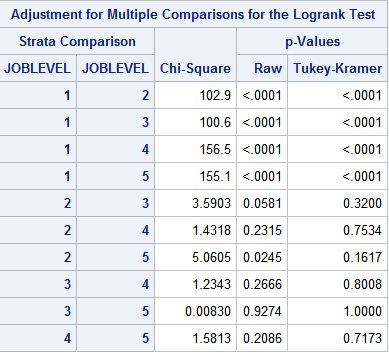 Adjustment for Multiple Comparisons for the Logrank Test
Strata Comparison p-Values
JOBLEVEL JOBLEVEL Chi-Square Raw Tukey-Kramer
1 2 102.9 <.0001 <.0001
1 3 100.6 <.0001 <.0001
1 4 156.5 <.0001 <.0001
1 5 155.1 <.0001 <.0001
2 3 3.5903 0.0581 0.3200
2 4 1.4318 0.2315 0.7534
2 5 5.0605 0.0245 0.1617
3 4 1.2343 0.2666 0.8008
3 5 0.00830 0.9274 1.0000
4 5 1.5813 0.2086 0.7173